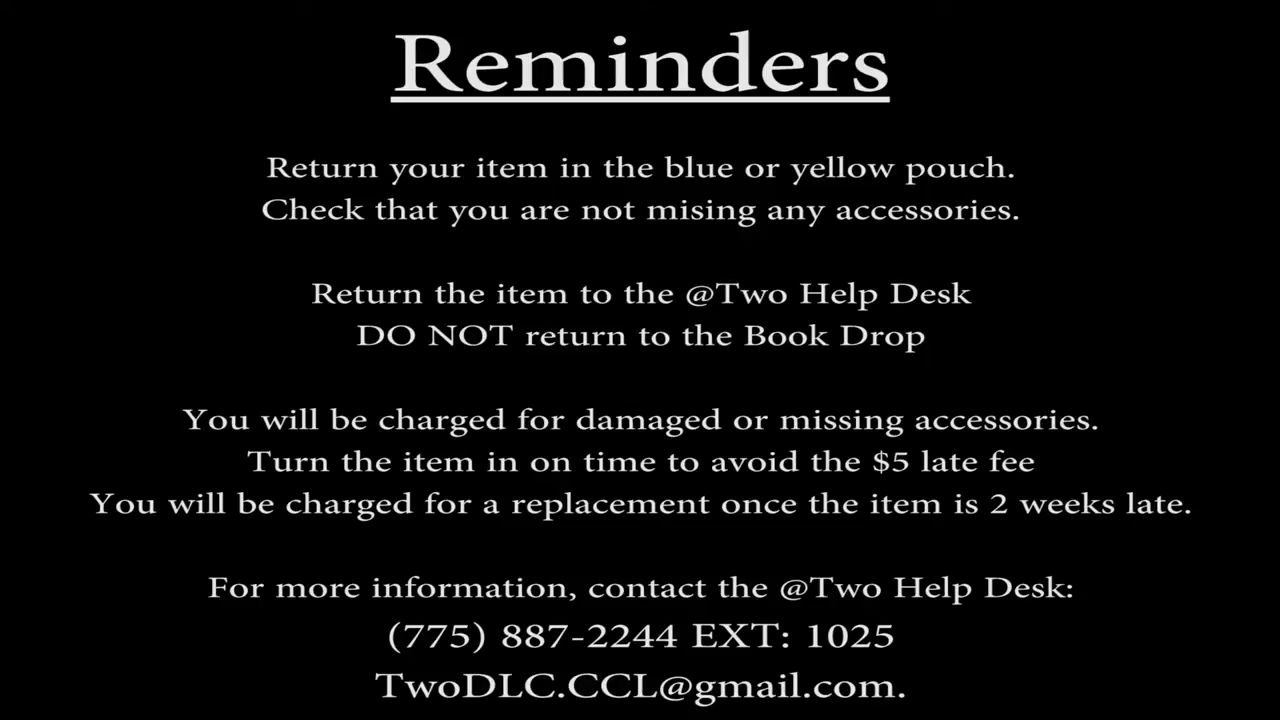 Reminders
Return your item in the blue or yellow pouch.
Check that you are not mising any accessories.
Return the item to the @Two Help Desk
DO NOT return to the Book Drop
You will be charged for damaged or missing accessories.
Turn the item in on time to avoid the $5 late fee
You will be charged for a replacement once the item is 2 weeks late.
For more information, contact the @Two Help Desk:
(775) 887-2244 EXT: 1025
TwoDLC.CCL@gmail.com.